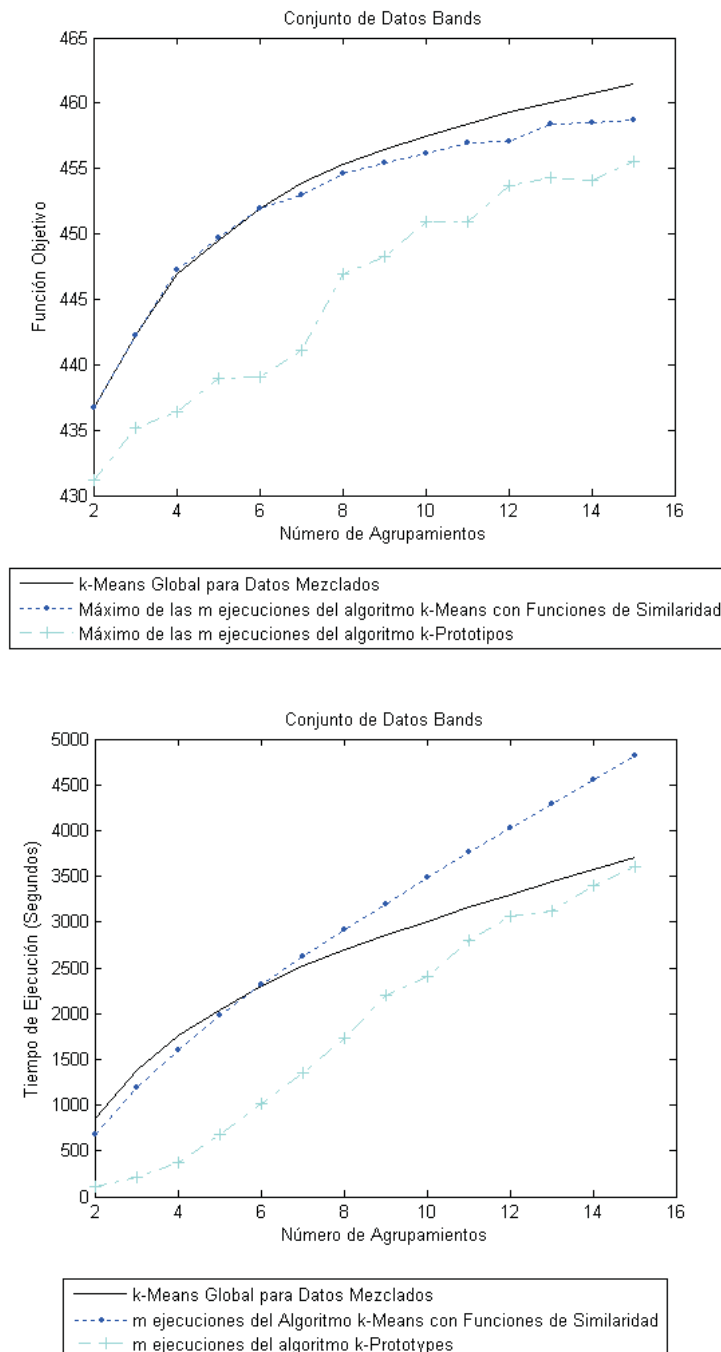 Conjunto de Datos Bands
465
460
455
450
445
440
435
430
Función Objetivo
2 4 6 8 10 12 14 16
Número de Agrupamientos
k-Means Global para Datos Mezclados
Máximo de las m ejecuciones del algoritmo k-Means con Funciones de Similaridad
Máximo de las m ejecuciones del algoritmo k-Prototipos
Conjunto de Datos Bands
5000
4500
4000
3500
3000
2500
2000
1500
1000
500
0
Tiempo de Ejecución (Segundos)
2 4 6 8 10 12 14 16
Número de Agrupamientos
k-Means Global para Datos Mezclados
m ejecuciones del Algoritmo k-Means con Funciones de Similaridad
m ejecuciones del algoritmo k-Prototypes